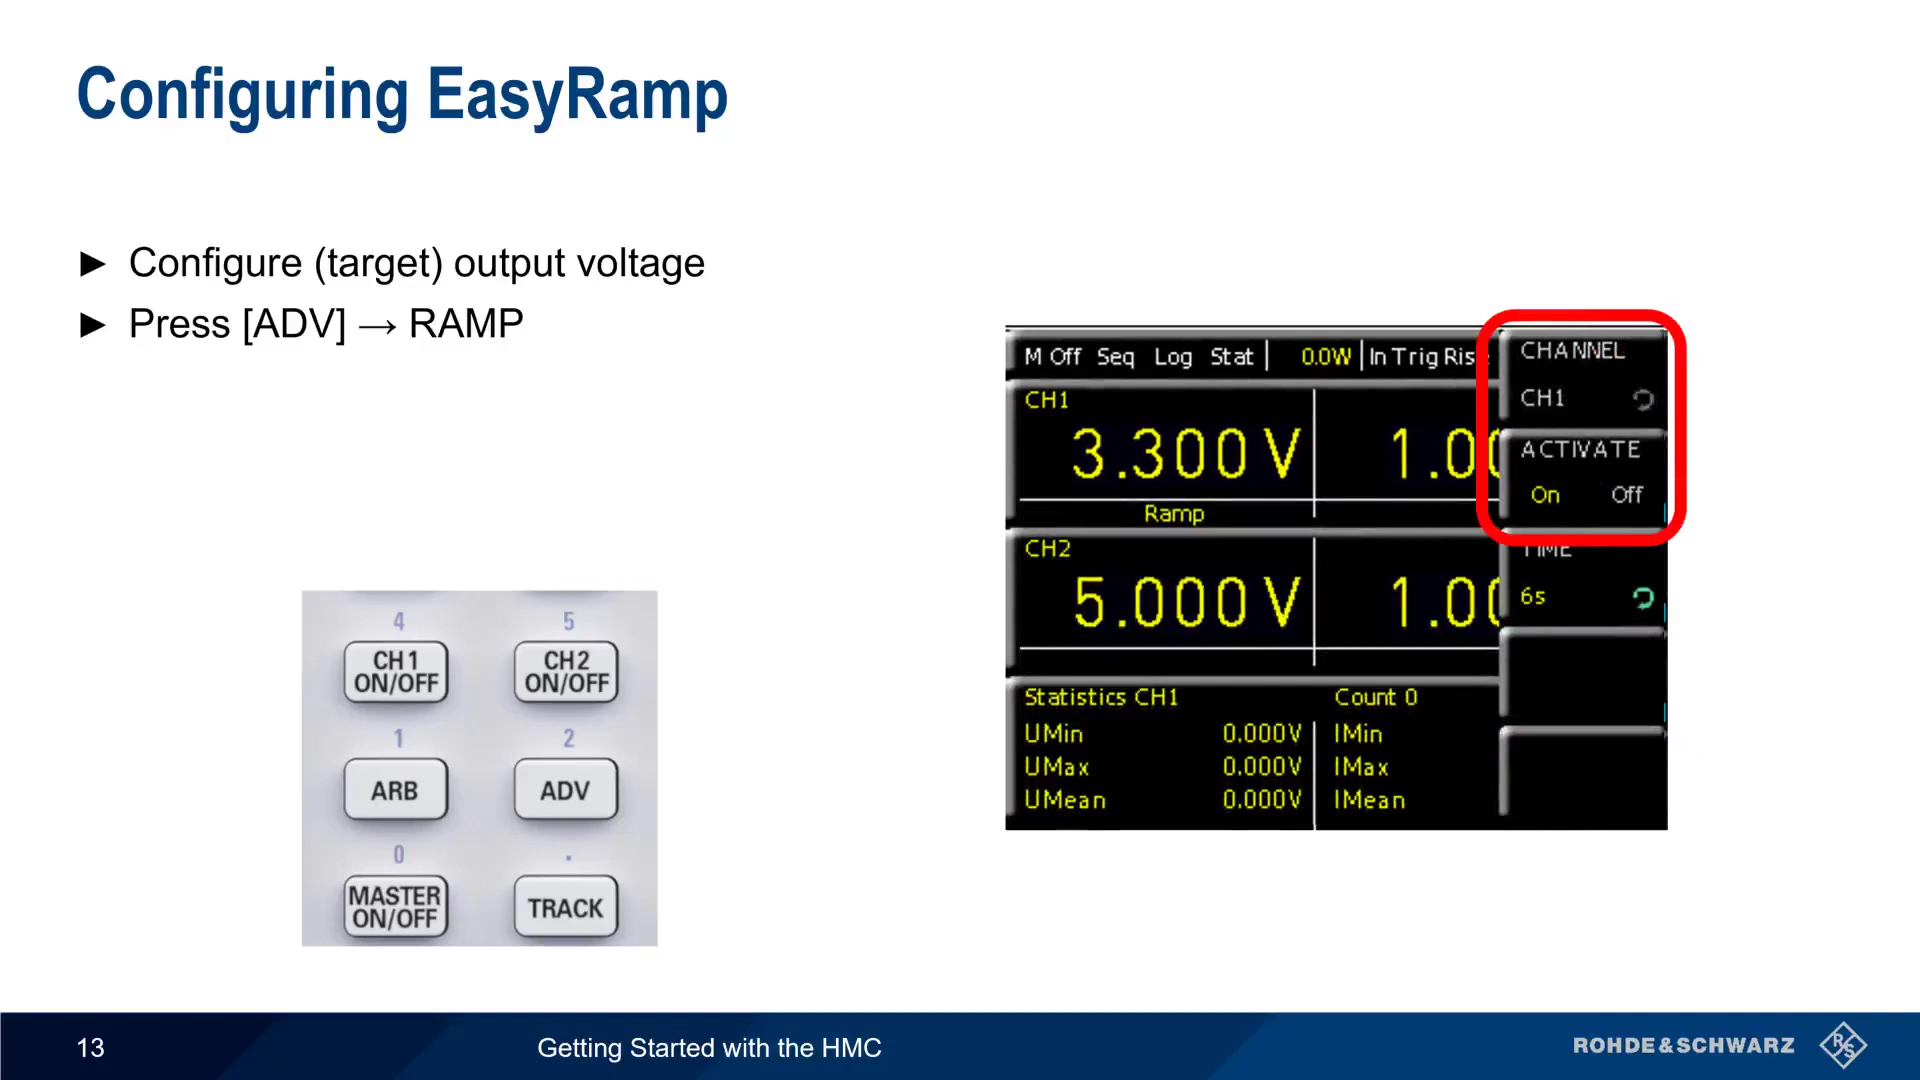 Configuring EasyRamp
► Configure (target) output voltage
► Press [ADV] → RAMP
M Off Seq Log Stat | 0.0W | In Trig Ris
CH1
3.300 V 1.00
Ramp
CH2
5.000 V 1.00
Statistics CH1 Count 0
UMin 0.000V IMin
UMax 0.000V IMax
UMean 0.000V IMean
CHANNEL
CH1
ACTIVATE
On Off
TIME
6s
4 5
CH1 ON/OFF
CH2 ON/OFF
1 2
ARB ADV
0 .
MASTER ON/OFF
TRACK
13 Getting Started with the HMC ROHDE&SCHWARZ R&S